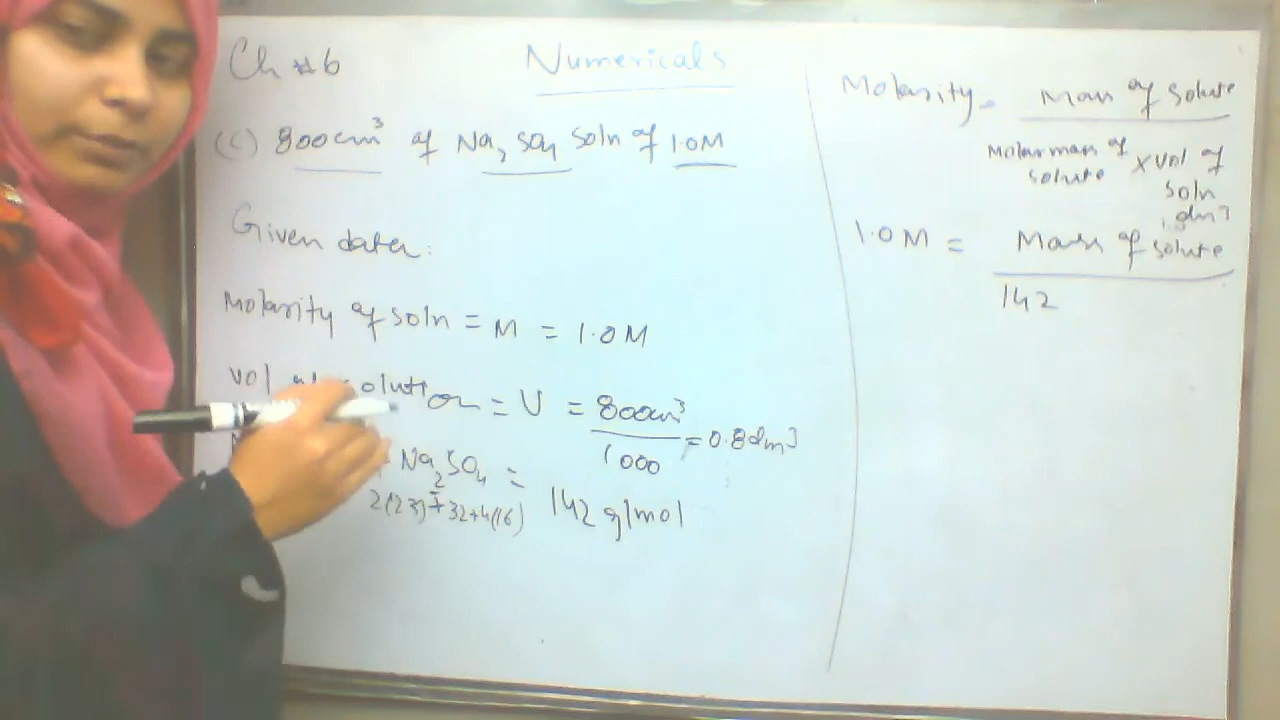 Ch #6
Numericals
(C) 800cm³ of Na₂SO₄ soln of 1.0M
Given data:
Molarity of soln = M = 1.0M
Vol solution = V = 800cm³ / 1000 = 0.8dm³
Na₂SO₄ = 142 g/mol
2(23)+32+4(16)
Molarity = Mass of solute
Molar mass of solute × Vol of soln dm³
1.0M = Mass of solute
142